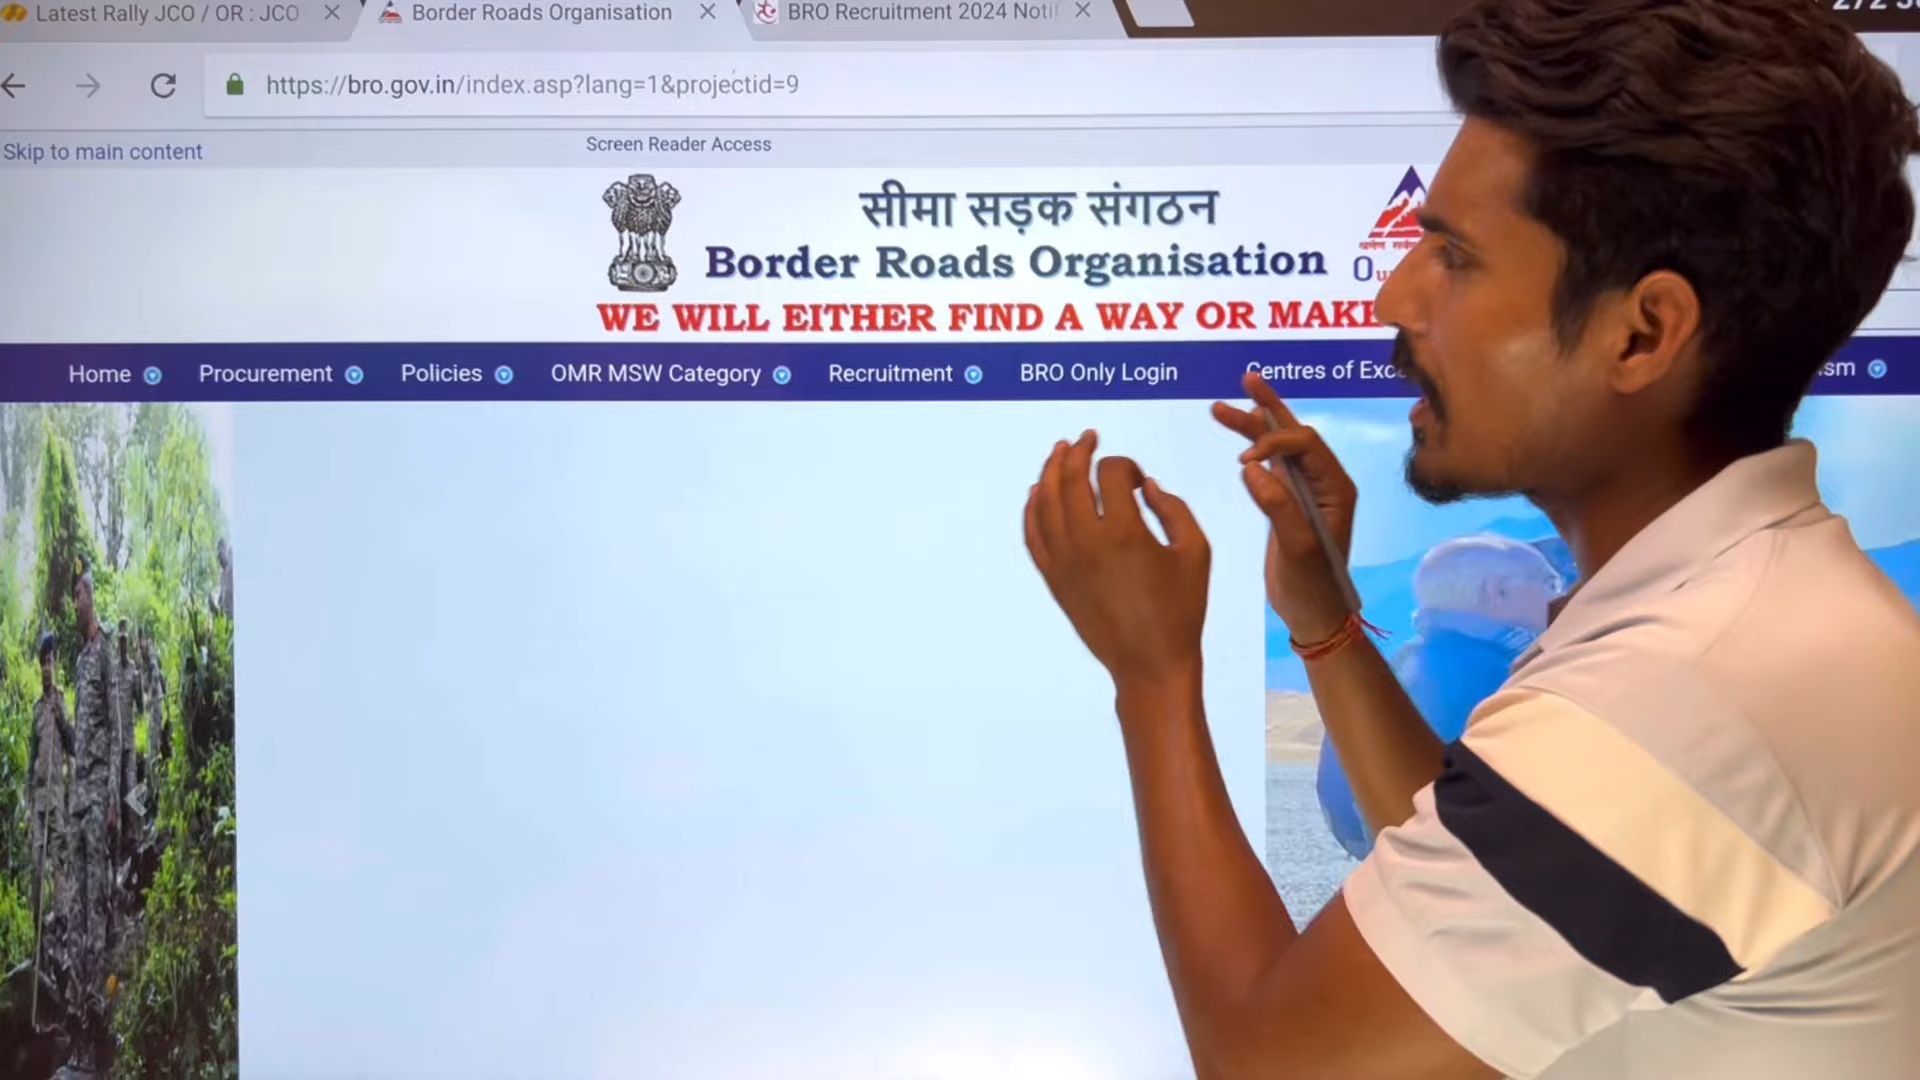 Latest Rally JCO / OR : JCO
Border Roads Organisation
BRO Recruitment 2024 Noti
https://bro.gov.in/index.asp?lang=1&projectid=9
Skip to main content
Screen Reader Access
सीमा सड़क संगठन
Border Roads Organisation
WE WILL EITHER FIND A WAY OR MAKE
Home
Procurement
Policies
OMR MSW Category
Recruitment
BRO Only Login
Centres of Exc